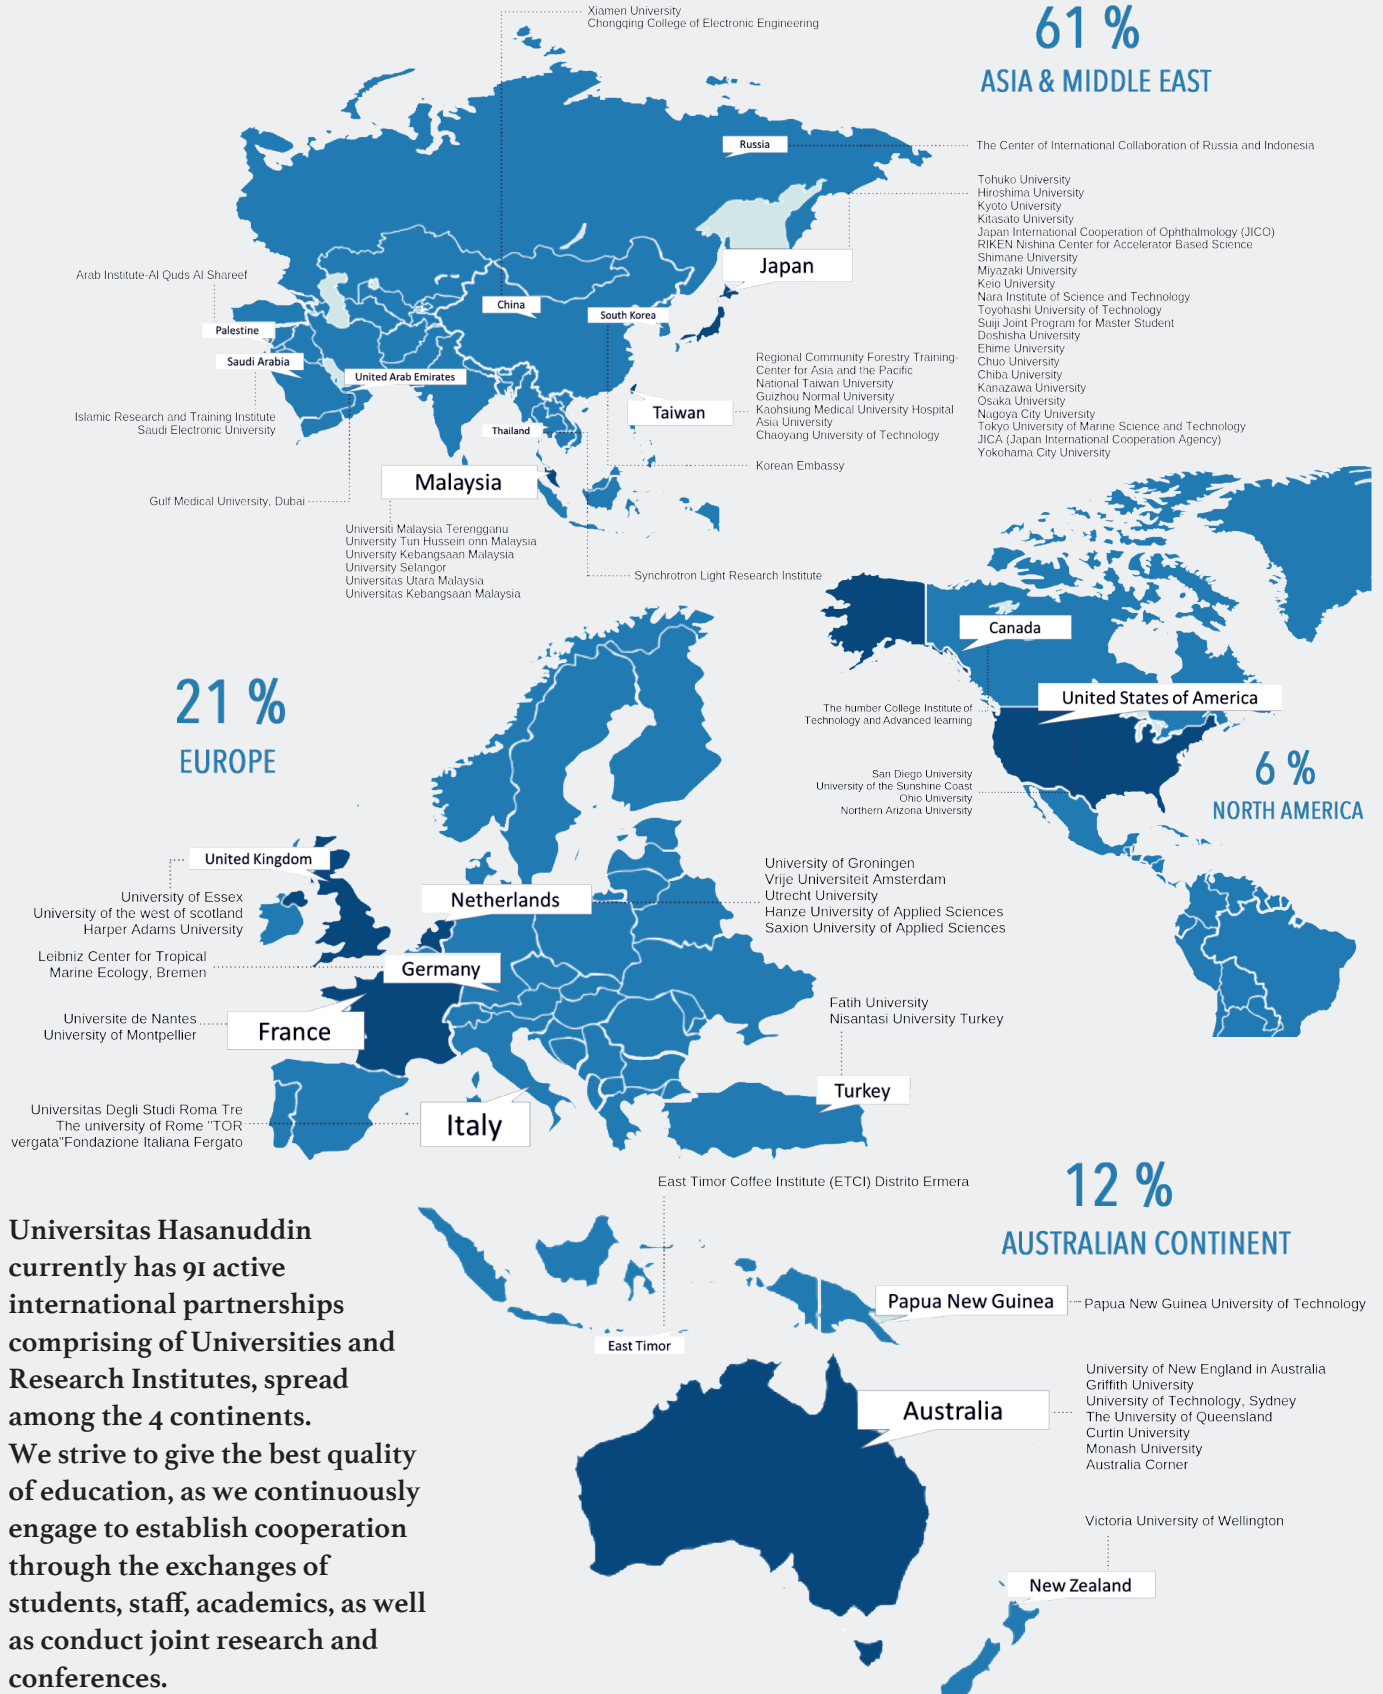 Xiamen University
Chongqing College of Electronic Engineering
61 %
ASIA & MIDDLE EAST
Russia
The Center of International Collaboration of Russia and Indonesia
Tohuko University
Hiroshima University
Kyoto University
Kitasato University
Japan International Cooperation of Ophthalmology (JICO)
RIKEN Nishina Center for Accelerator Based Science
Shimane University
Miyazaki University
Keio University
Nara Institute of Science and Technology
Toyohashi University of Technology
Suiji Joint Program for Master Student
Doshisha University
Ehime University
Chuo University
Chiba University
Kanazawa University
Osaka University
Nagoya City University
Tokyo University of Marine Science and Technology
JICA (Japan International Cooperation Agency)
Yokohama City University
Japan
Arab Institute-Al Quds Al Shareef
China
South Korea
Palestine
Saudi Arabia
United Arab Emirates
Regional Community Forestry Training-
Center for Asia and the Pacific
National Taiwan University
Guizhou Normal University
Kaohsiung Medical University Hospital
Asia University
Chaoyang University of Technology
Taiwan
Islamic Research and Training Institute
Saudi Electronic University
Thailand
Korean Embassy
Malaysia
Gulf Medical University, Dubai
Universiti Malaysia Terengganu
University Tun Hussein onn Malaysia
University Kebangsaan Malaysia
University Selangor
Universitas Utara Malaysia
Universitas Kebangsaan Malaysia
Synchrotron Light Research Institute
Canada
United States of America
The humber College Institute of
Technology and Advanced learning
San Diego University
University of the Sunshine Coast
Ohio University
Northern Arizona University
6 %
NORTH AMERICA
21 %
EUROPE
United Kingdom
University of Essex
University of the west of scotland
Harper Adams University
Netherlands
University of Groningen
Vrije Universiteit Amsterdam
Utrecht University
Hanze University of Applied Sciences
Saxion University of Applied Sciences
Leibniz Center for Tropical
Marine Ecology, Bremen
Germany
Universite de Nantes
University of Montpellier
France
Fatih University
Nisantasi University Turkey
Turkey
Universitas Degli Studi Roma Tre
The university of Rome "TOR
vergata"Fondazione Italiana Fergato
Italy
East Timor Coffee Institute (ETCI) Distrito Ermera
12 %
AUSTRALIAN CONTINENT
Papua New Guinea
Papua New Guinea University of Technology
East Timor
Australia
University of New England in Australia
Griffith University
University of Technology, Sydney
The University of Queensland
Curtin University
Monash University
Australia Corner
Victoria University of Wellington
New Zealand
Universitas Hasanuddin
currently has 91 active
international partnerships
comprising of Universities and
Research Institutes, spread
among the 4 continents.
We strive to give the best quality
of education, as we continuously
engage to establish cooperation
through the exchanges of
students, staff, academics, as well
as conduct joint research and
conferences.